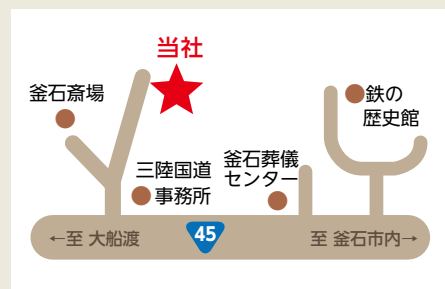 当社
釜石斎場
鉄の
歴史館
三陸国道
事務所
釜石葬儀
センター
←至 大船渡
45
至 釜石市内→